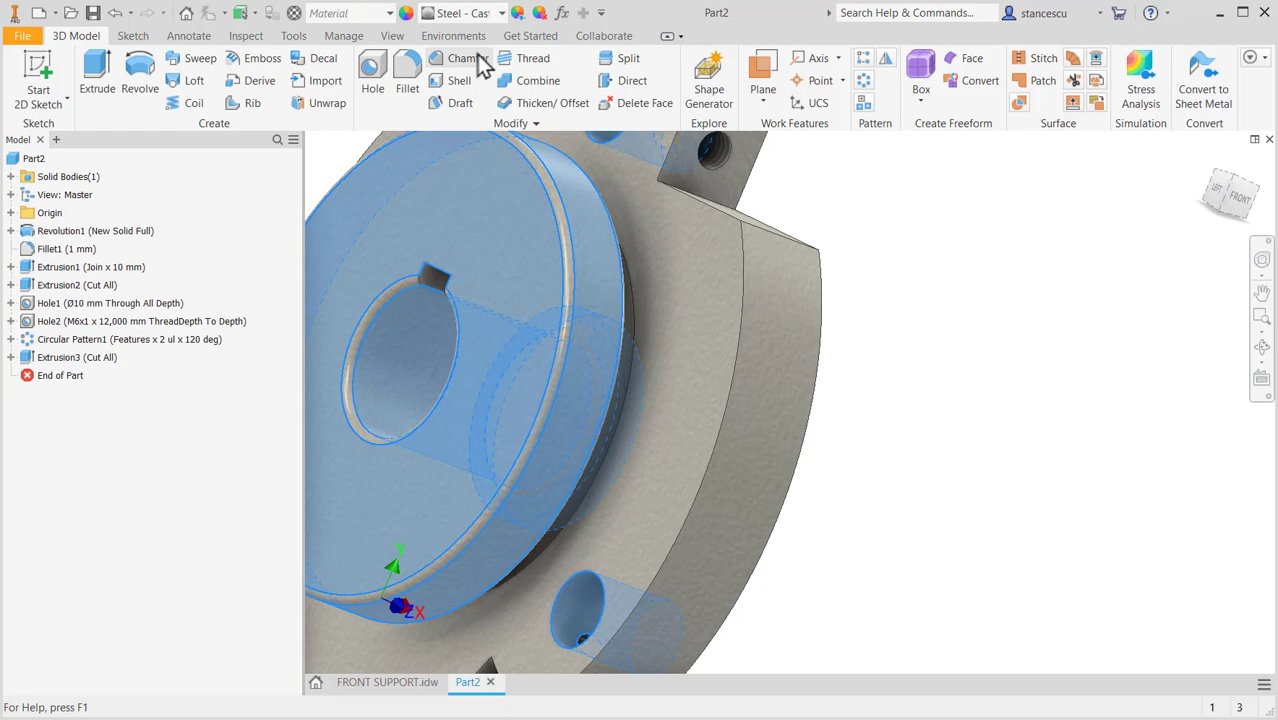 PRO Material Steel - Cas fx Part2 Search Help & Commands... stancescu
File 3D Model Sketch Annotate Inspect Tools Manage View Environments Get Started Collaborate
Start 2D Sketch Extrude Revolve Sweep Emboss Decal Hole Fillet Chamfer Thread Split Shape Generator Plane Axis Box Face Stitch Stress Analysis Convert to Sheet Metal
Loft Derive Import Shell Combine Direct Point Convert Patch
Coil Rib Unwrap Draft Thicken/ Offset Delete Face UCS
Sketch Create Modify Explore Work Features Pattern Create Freeform Surface Simulation Convert
Model
Part2
Solid Bodies(1)
View: Master
Origin
Revolution1 (New Solid Full)
Fillet1 (1 mm)
Extrusion1 (Join x 10 mm)
Extrusion2 (Cut All)
Hole1 (Ø10 mm Through All Depth)
Hole2 (M6x1 x 12,000 mm ThreadDepth To Depth)
Circular Pattern1 (Features x 2 ul x 120 deg)
Extrusion3 (Cut All)
End of Part
LEFT FRONT
Y
Z X
FRONT SUPPORT.idw Part2
For Help, press F1 1 3